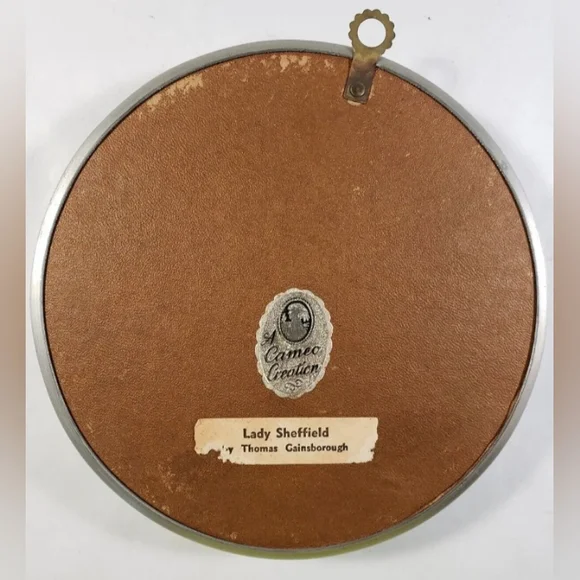 A
Cameo
Creation
Lady Sheffield
y Thomas Gainsborough